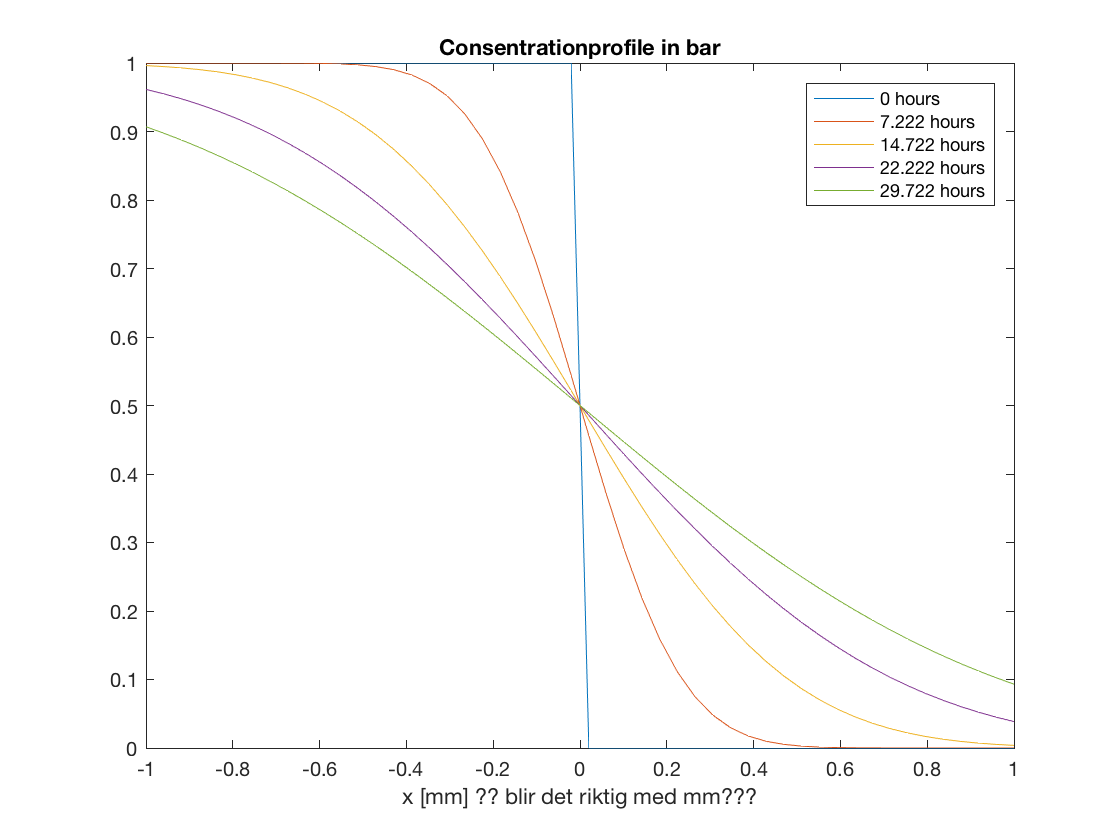 Consentrationprofile in bar
1
0.9
0.8
0.7
0.6
0.5
0.4
0.3
0.2
0.1
0
0 hours
7.222 hours
14.722 hours
22.222 hours
29.722 hours
-1 -0.8 -0.6 -0.4 -0.2 0 0.2 0.4 0.6 0.8 1
x [mm] ?? blir det riktig med mm???